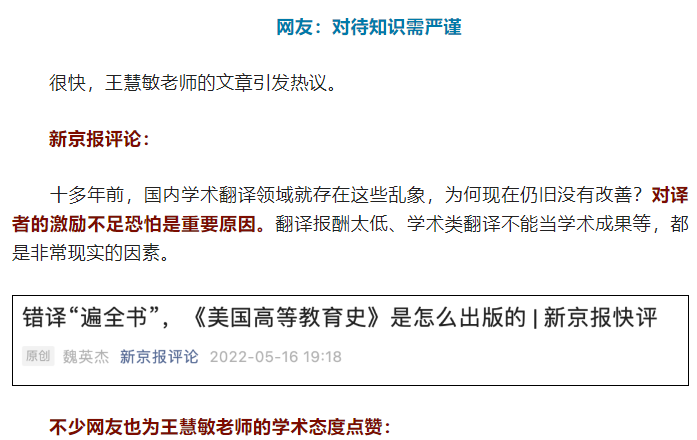 网友：对待知识需严谨
很快，王慧敏老师的文章引发热议。
新京报评论：
十多年前，国内学术翻译领域就存在这些乱象，为何现在仍旧没有改善？对译
者的激励不足恐怕是重要原因。翻译报酬太低、学术类翻译不能当学术成果等，都
是非常现实的因素。
错译“遍全书”，《美国高等教育史》是怎么出版的 | 新京报快评
原创 魏英杰 新京报评论 2022-05-16 19:18
不少网友也为王慧敏老师的学术态度点赞：